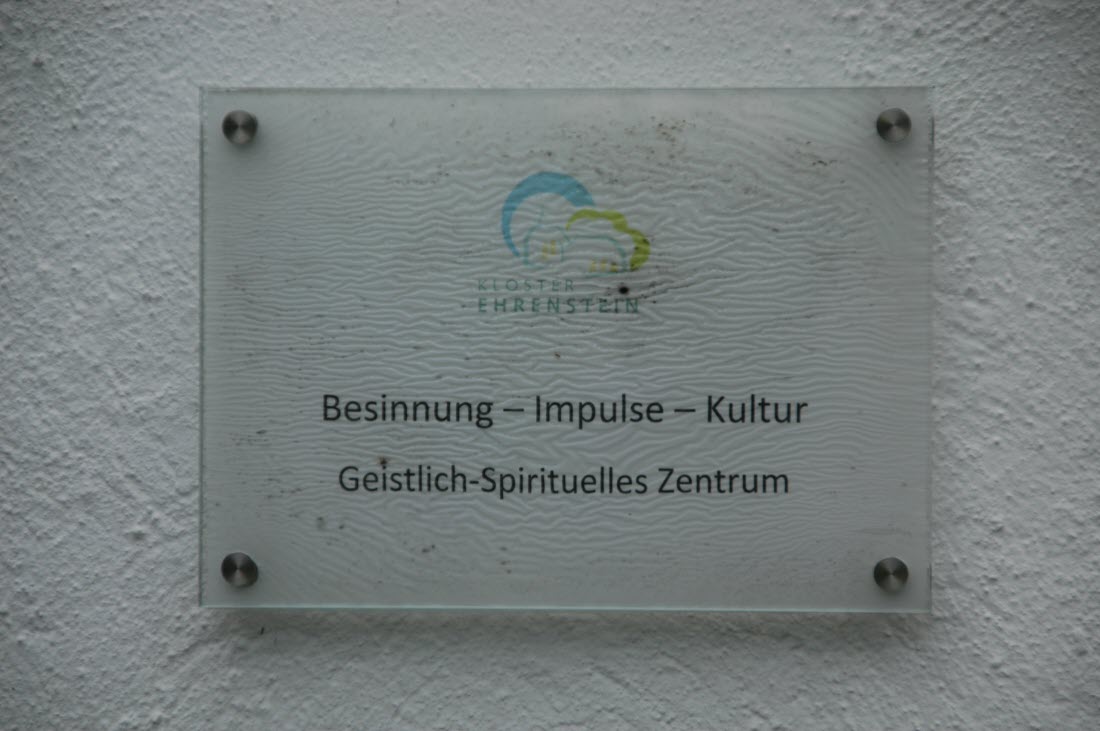 KLOSTER
EHRENSTEIN
Besinnung – Impulse – Kultur
Geistlich-Spirituelles Zentrum